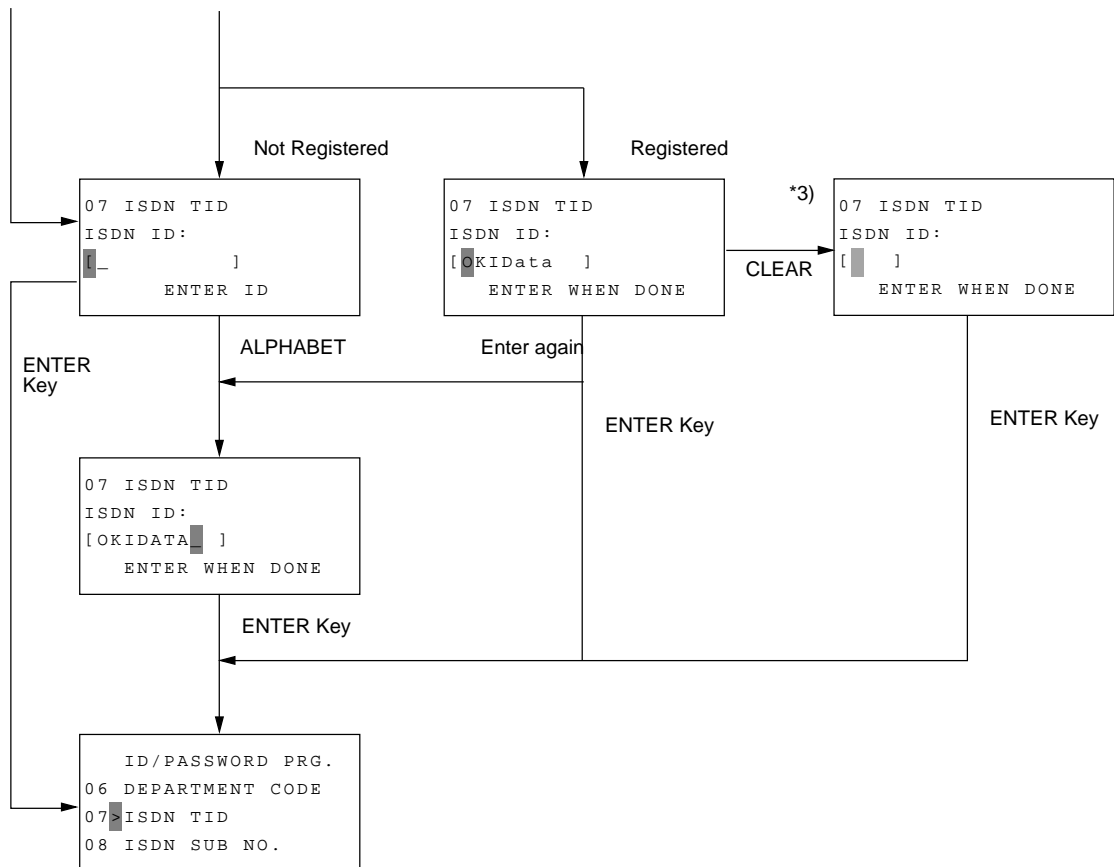 Not Registered
Registered
07 ISDN TID
ISDN ID:
[_ ]
ENTER ID
07 ISDN TID
ISDN ID:
[OKIData ]
ENTER WHEN DONE
CLEAR
*3)
07 ISDN TID
ISDN ID:
[ ]
ENTER WHEN DONE
ENTER
Key
ALPHABET
Enter again
ENTER Key
ENTER Key
07 ISDN TID
ISDN ID:
[OKIDATA_ ]
ENTER WHEN DONE
ENTER Key
ID/PASSWORD PRG.
06 DEPARTMENT CODE
07>ISDN TID
08 ISDN SUB NO.